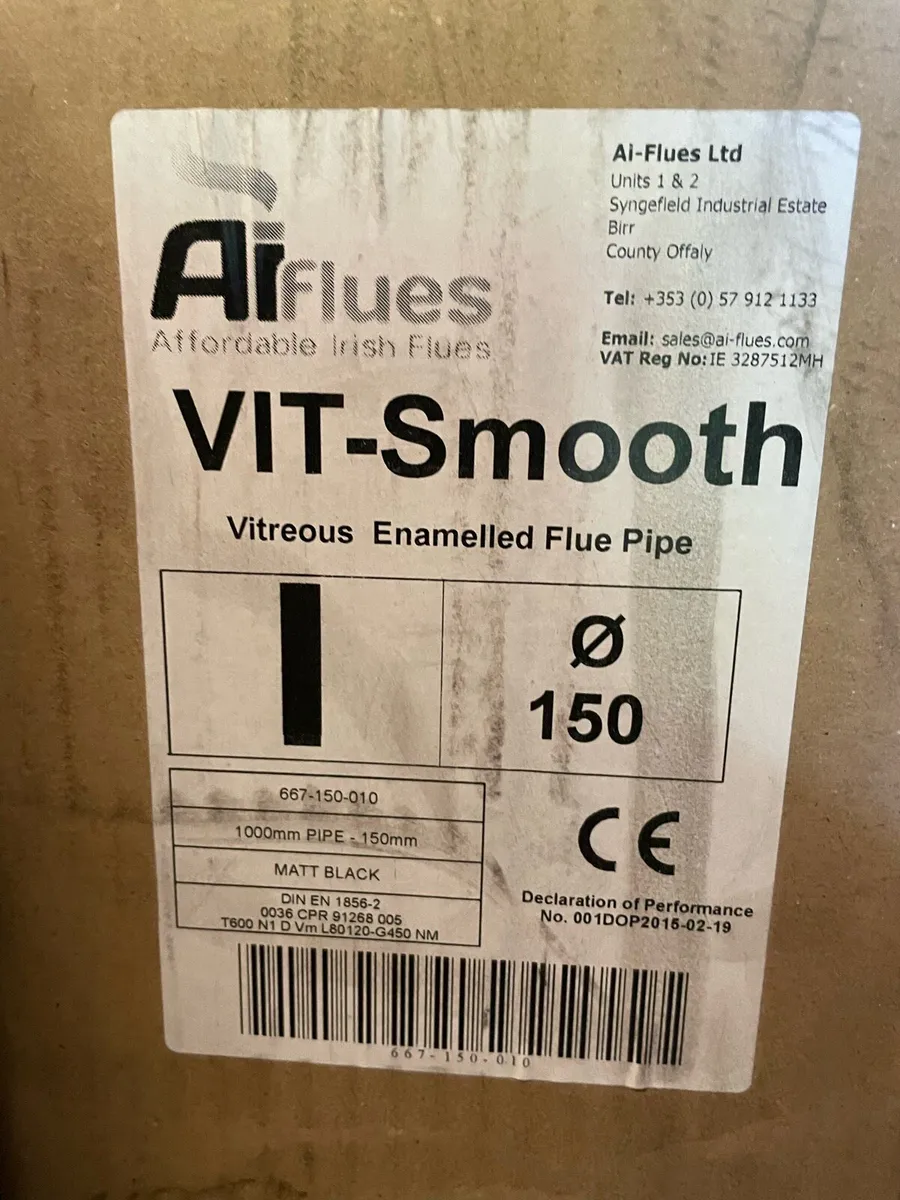 Ai flues
Affordable Irish Flues
Ai-Flues Ltd
Units 1 & 2
Syngefield Industrial Estate
Birr
County Offaly
Tel: +353 (0) 57 912 1133
Email: sales@ai-flues.com
VAT Reg No: IE 3287512MH
VIT-Smooth
Vitreous Enamelled Flue Pipe
Ø
150
667-150-010
1000mm PIPE - 150mm
MATT BLACK
DIN EN 1856-2
0036 CPR 91268 005
T600 N1 D Vm L80120-G450 NM
CE
Declaration of Performance
No. 001DOP2015-02-19
667-150-010